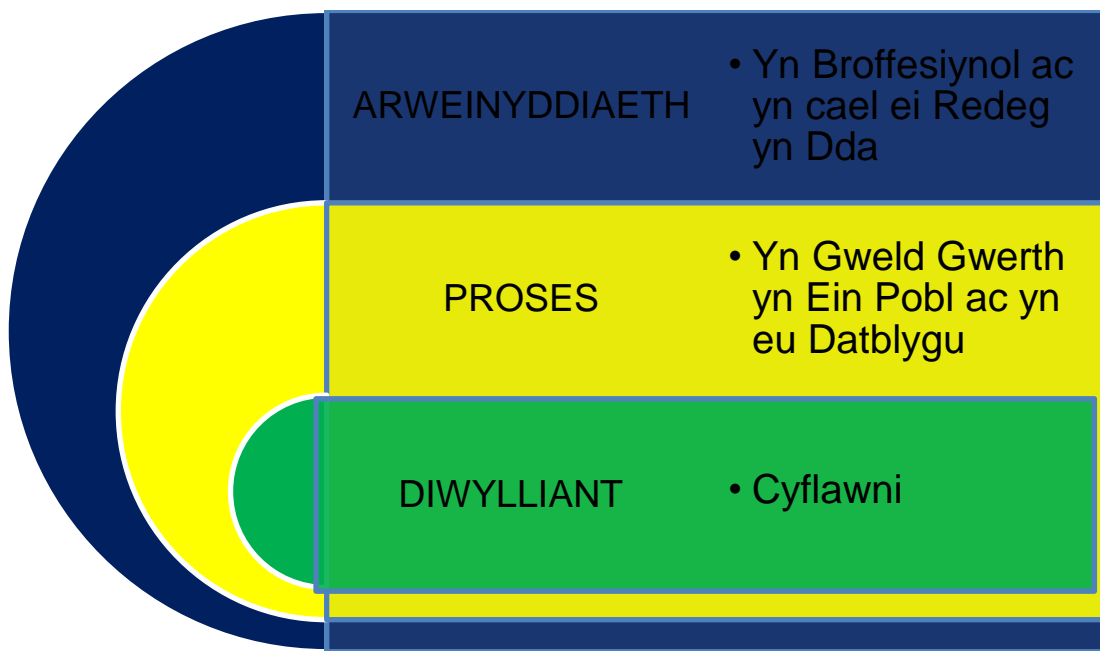 ARWEINYDDIAETH
• Yn Broffesiynol ac
yn cael ei Redeg
yn Dda
PROSES
• Yn Gweld Gwerth
yn Ein Pobl ac yn
eu Datblygu
DIWYLLIANT
• Cyflawni